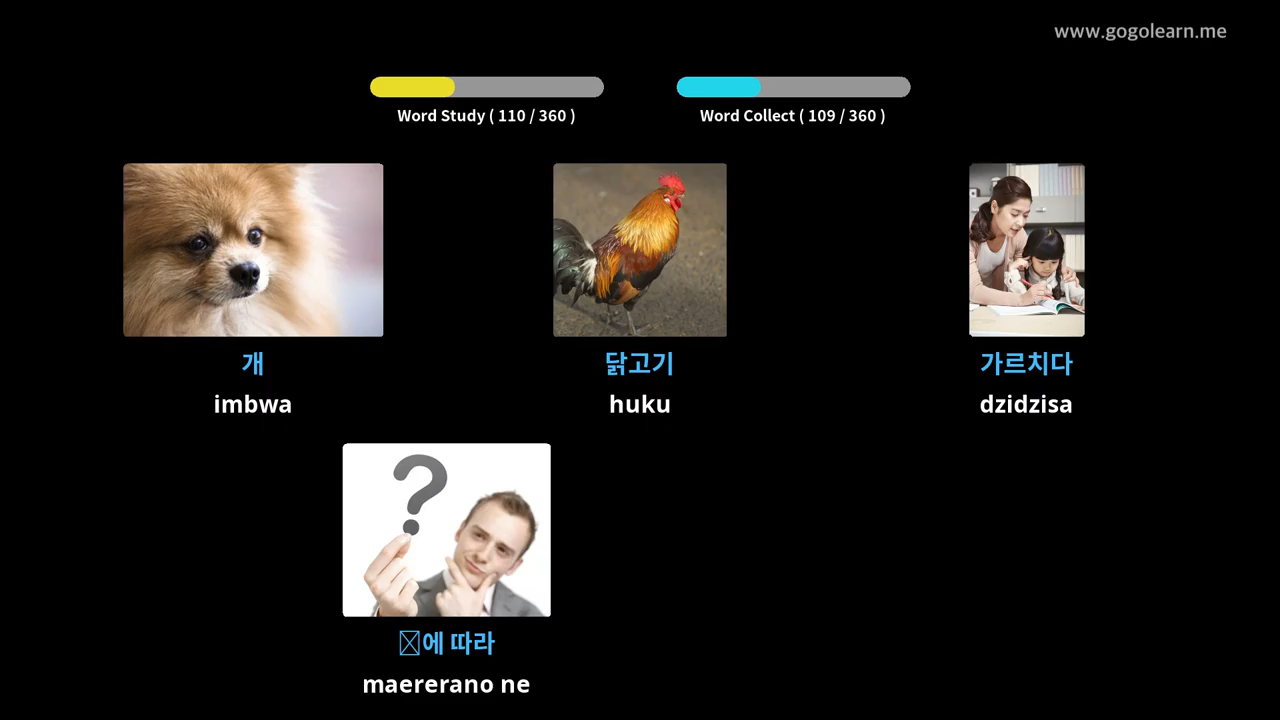 www.gogolearn.me
Word Study ( 110 / 360 )
Word Collect ( 109 / 360 )
개
닭고기
가르치다
imbwa
huku
dzidzisa
에 따라
maererano ne